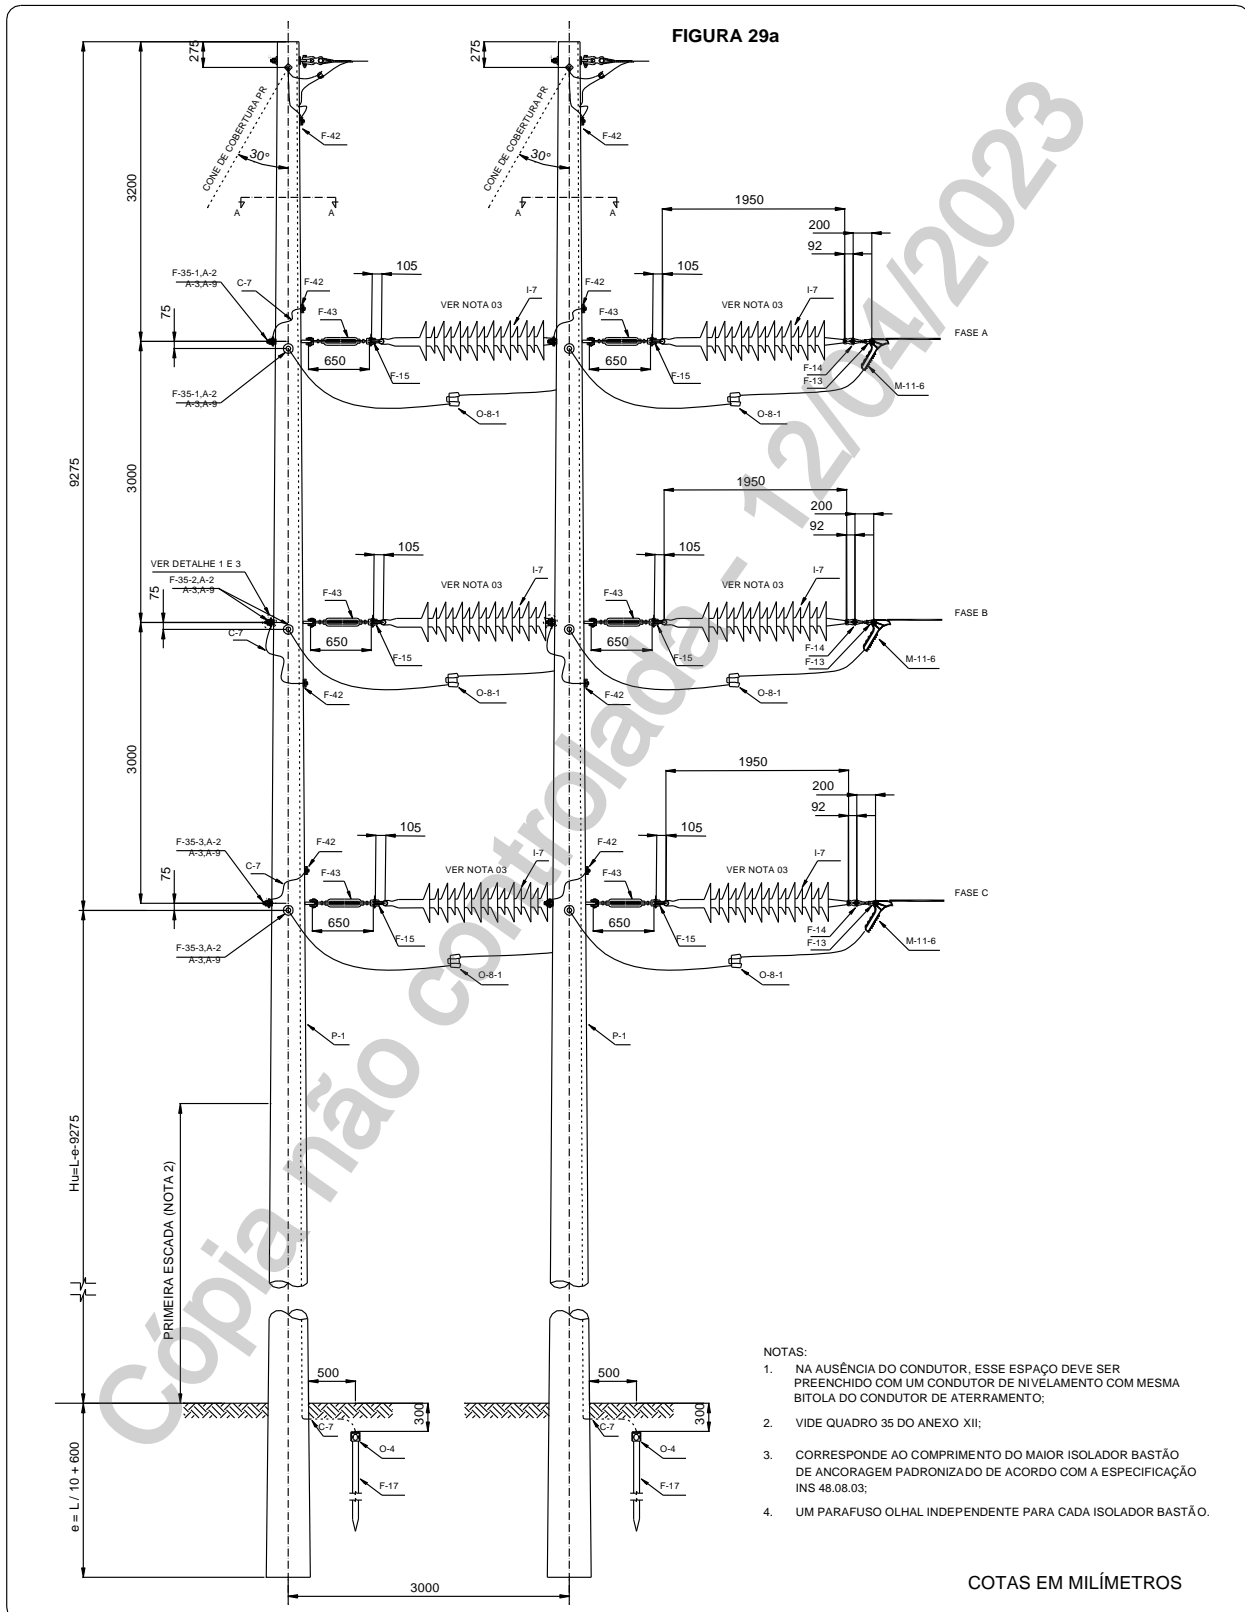 FIGURA 29a
275
275
CONE DE COBERTURA PR
CONE DE COBERTURA PR
F-42
F-42
30°
30°
3200
A
A
A
A
1950
200
92
F-35-1,A-2
A-3,A-9
C-7
F-42
105
F-42
105
75
F-43
VER NOTA 03
I-7
F-43
VER NOTA 03
I-7
FASE A
650
F-15
650
F-15
F-14
F-13
M-11-6
F-35-1,A-2
A-3,A-9
O-8-1
O-8-1
9275
3000
1950
200
92
VER DETALHE 1 E 3
F-35-2,A-2
A-3,A-9
105
105
75
F-43
VER NOTA 03
I-7
F-43
VER NOTA 03
I-7
FASE B
C-7
650
F-15
650
F-15
F-14
F-13
M-11-6
F-42
O-8-1
F-42
O-8-1
3000
1950
200
92
F-35-3,A-2
A-3,A-9
C-7
F-42
105
F-42
105
75
F-43
VER NOTA 03
I-7
F-43
VER NOTA 03
I-7
FASE C
650
F-15
650
F-15
F-14
F-13
M-11-6
F-35-3,A-2
A-3,A-9
O-8-1
O-8-1
P-1
P-1
Hu=L-e-9275
PRIMEIRA ESCADA (NOTA 2)
500
500
300
300
C-7
C-7
O-4
O-4
F-17
F-17
e = L / 10 + 600
3000
NOTAS:
1. NA AUSÊNCIA DO CONDUTOR, ESSE ESPAÇO DEVE SER
PREENCHIDO COM UM CONDUTOR DE NIVELAMENTO COM MESMA
BITOLA DO CONDUTOR DE ATERRAMENTO;
2. VIDE QUADRO 35 DO ANEXO XII;
3. CORRESPONDE AO COMPRIMENTO DO MAIOR ISOLADOR BASTÃO
DE ANCORAGEM PADRONIZADO DE ACORDO COM A ESPECIFICAÇÃO
INS 48.08.03;
4. UM PARAFUSO OLHAL INDEPENDENTE PARA CADA ISOLADOR BASTÃO.
COTAS EM MILÍMETROS
Cópia não controlada - 12/04/2023